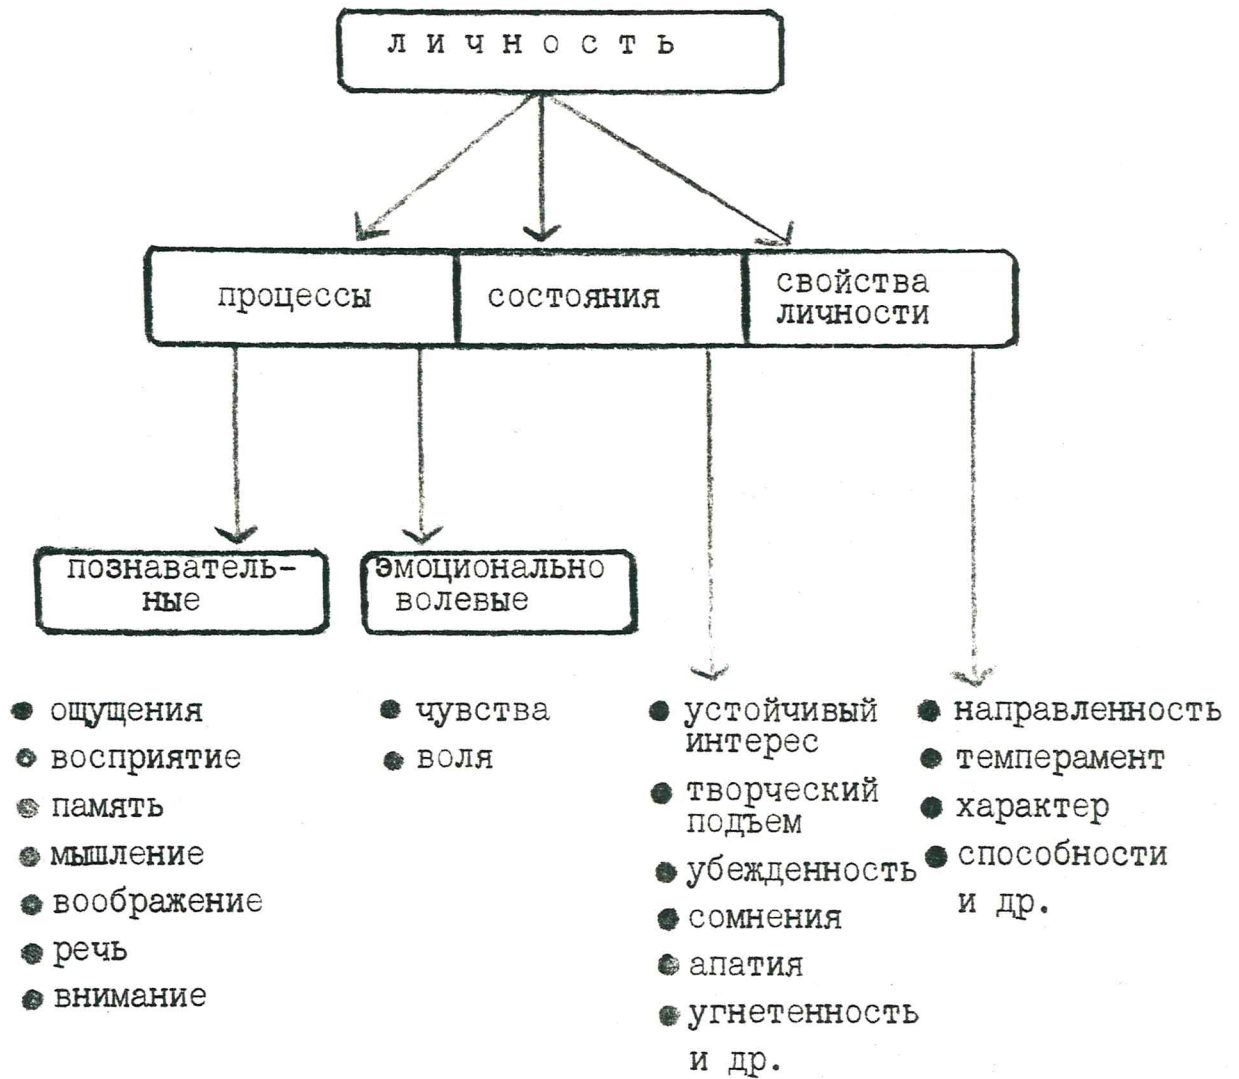 личность
процессы
состояния
свойства
личности
познаватель-
ные
эмоционально
волевые
ощущения
восприятие
память
мышление
воображение
речь
внимание
чувства
воля
устойчивый
интерес
творческий
подъем
убежденность
сомнения
апатия
угнетенность
и др.
направленность
темперамент
характер
способности
и др.